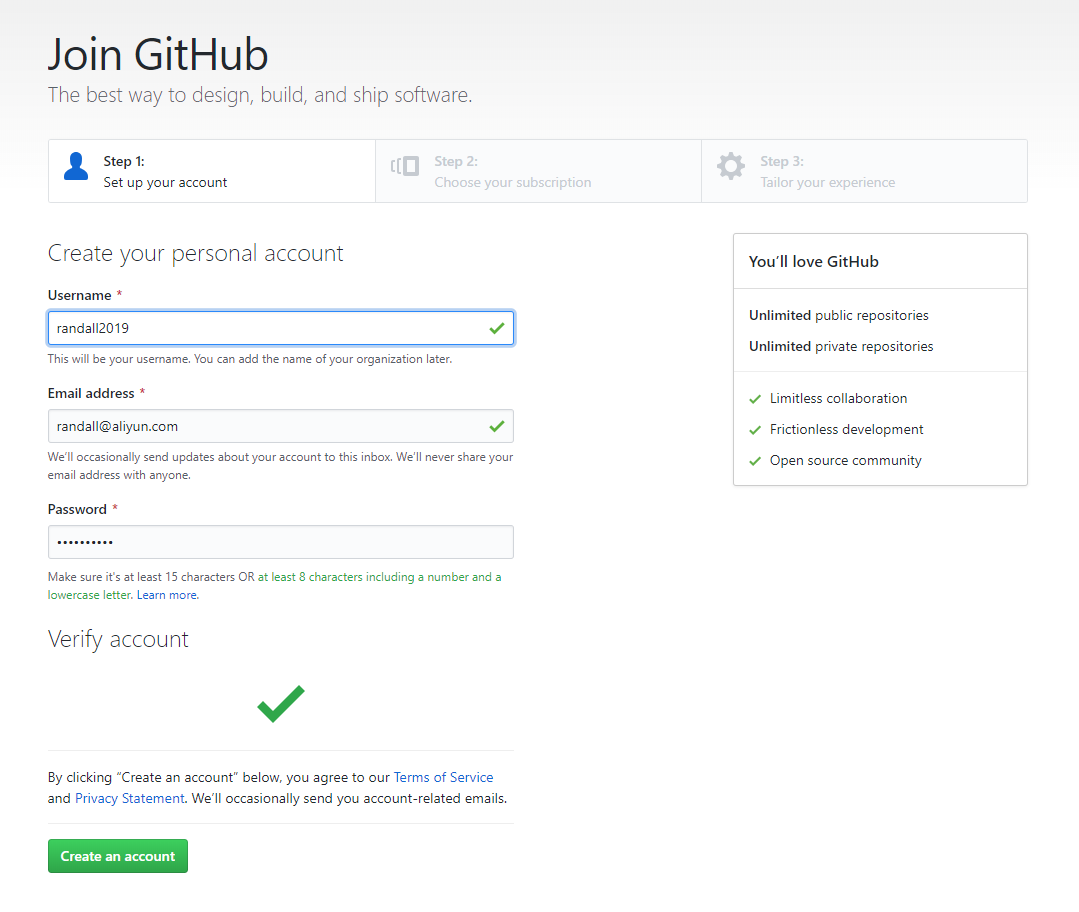 Join GitHub
The best way to design, build, and ship software.
Step 1:
Set up your account
Step 2:
Choose your subscription
Step 3:
Tailor your experience
Create your personal account
Username *
randall2019
This will be your username. You can add the name of your organization later.
Email address *
randall@aliyun.com
We’ll occasionally send updates about your account to this inbox. We’ll never share your
email address with anyone.
Password *
••••••••••
Make sure it's at least 15 characters OR at least 8 characters including a number and a
lowercase letter. Learn more.
Verify account
By clicking “Create an account” below, you agree to our Terms of Service
and Privacy Statement. We’ll occasionally send you account-related emails.
Create an account
You’ll love GitHub
Unlimited public repositories
Unlimited private repositories
Limitless collaboration
Frictionless development
Open source community